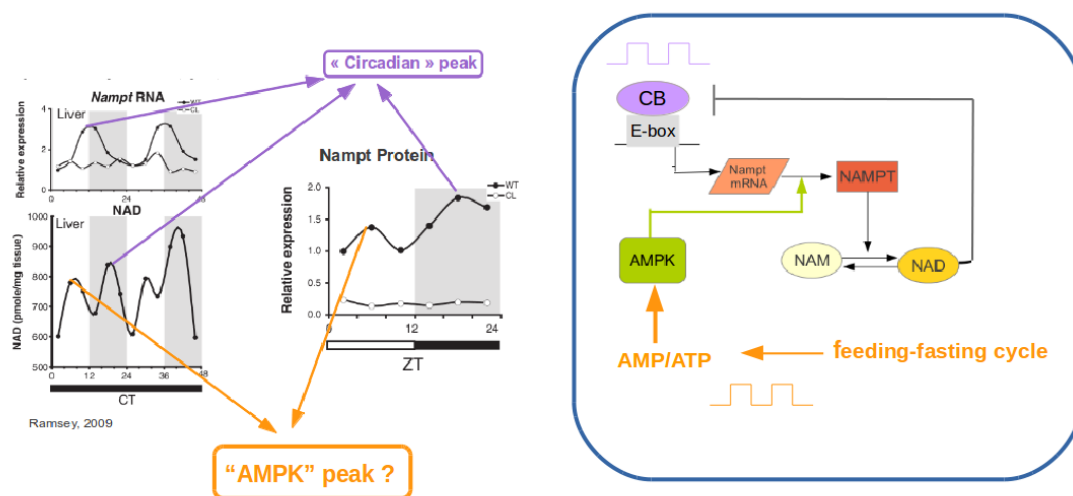 « Circadian » peak
Nampt RNA
WT
CL
Liver
Relative expression
4
2
0
0
24
48
NAD
Liver
NAD (pmole/mg tissue)
1000
900
800
700
600
500
0
12
24
36
48
CT
Ramsey, 2009
Nampt Protein
WT
CL
Relative expression
2.0
1.5
1.0
0.5
0.0
0
12
24
ZT
"AMPK" peak ?
CB
E-box
Nampt
mRNA
NAMPT
AMPK
NAM
NAD
AMP/ATP
feeding-fasting cycle